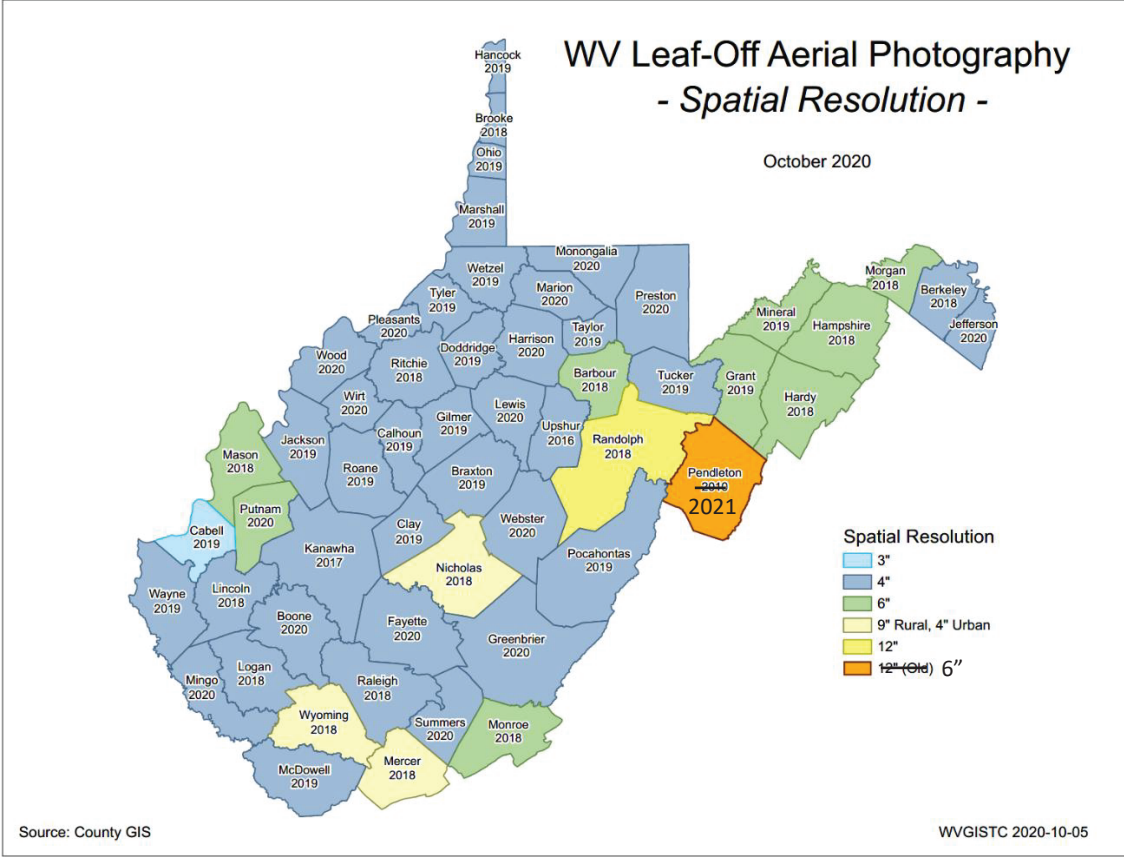 WV Leaf-Off Aerial Photography
- Spatial Resolution -
October 2020
Hancock
2019
Brooke
2018
Ohio
2019
Marshall
2019
Wetzel
2019
Monongalia
2020
Marion
2020
Preston
2020
Tyler
2019
Pleasants
2020
Doddridge
2019
Harrison
2020
Taylor
2019
Wood
2020
Ritchie
2018
Barbour
2018
Tucker
2019
Grant
2019
Mineral
2019
Hampshire
2018
Hardy
2018
Morgan
2018
Berkeley
2018
Jefferson
2020
Wirt
2020
Lewis
2020
Gilmer
2019
Upshur
2016
Randolph
2018
Calhoun
2019
Jackson
2019
Mason
2018
Roane
2019
Braxton
2019
Pendleton
2010
2021
Putnam
2020
Cabell
2019
Clay
2019
Webster
2020
Kanawha
2017
Nicholas
2018
Pocahontas
2019
Wayne
2019
Lincoln
2018
Boone
2020
Fayette
2020
Greenbrier
2020
Logan
2018
Mingo
2020
Raleigh
2018
Wyoming
2018
Summers
2020
Monroe
2018
Mercer
2018
McDowell
2019
Spatial Resolution
3"
4"
6"
9" Rural, 4" Urban
12"
12" (Old) 6”
Source: County GIS
WVGISTC 2020-10-05